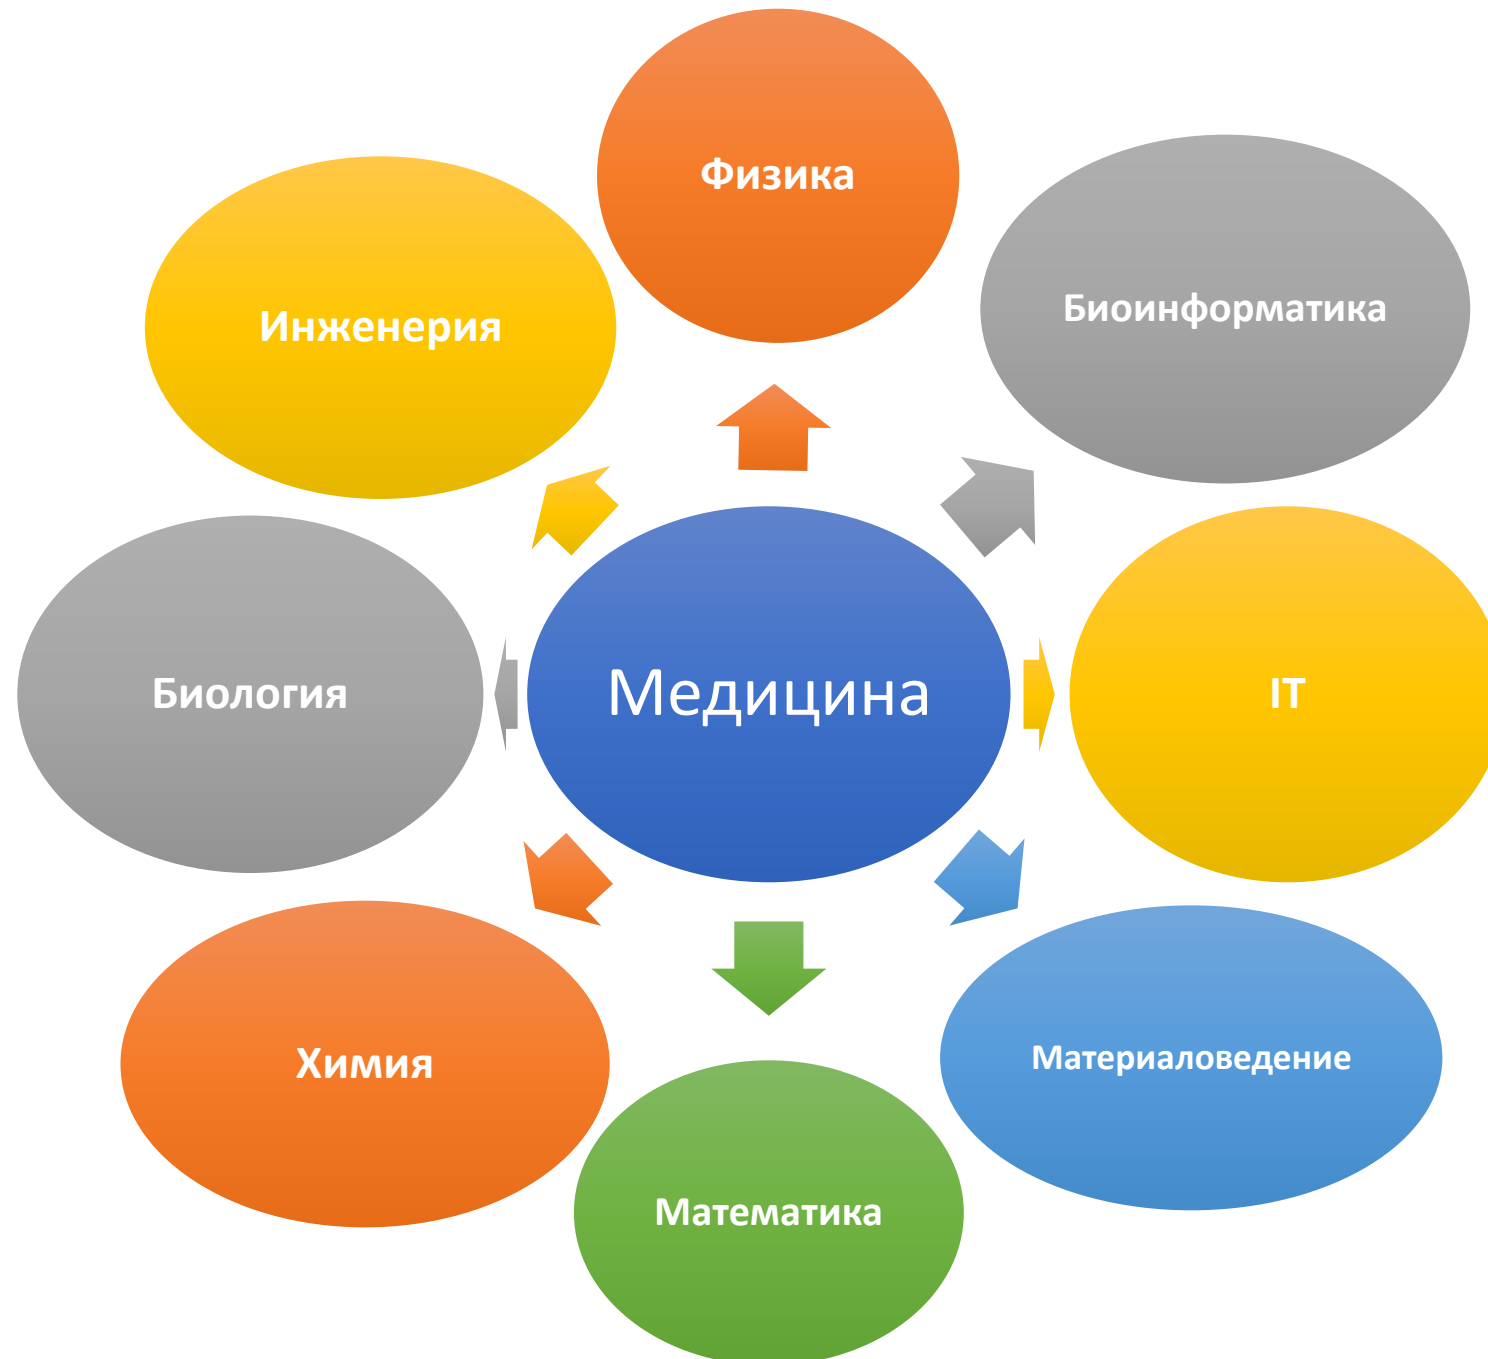 Физика
Биоинформатика
Инженерия
Биология
Медицина
IT
Химия
Материаловедение
Математика